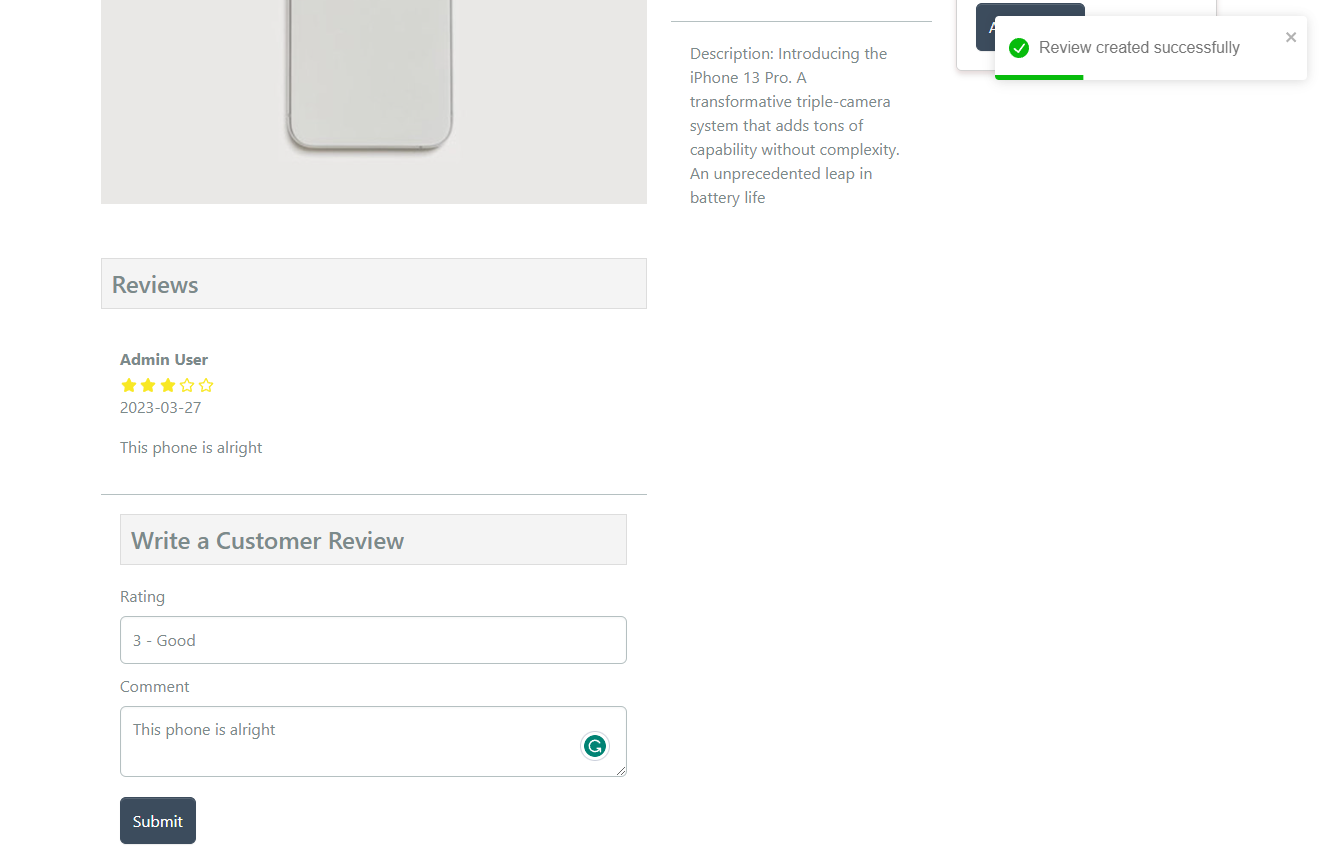 Description: Introducing the
iPhone 13 Pro. A
transformative triple-camera
system that adds tons of
capability without complexity.
An unprecedented leap in
battery life
Review created successfully
Reviews
Admin User
2023-03-27
This phone is alright
Write a Customer Review
Rating
3 - Good
Comment
This phone is alright
Submit